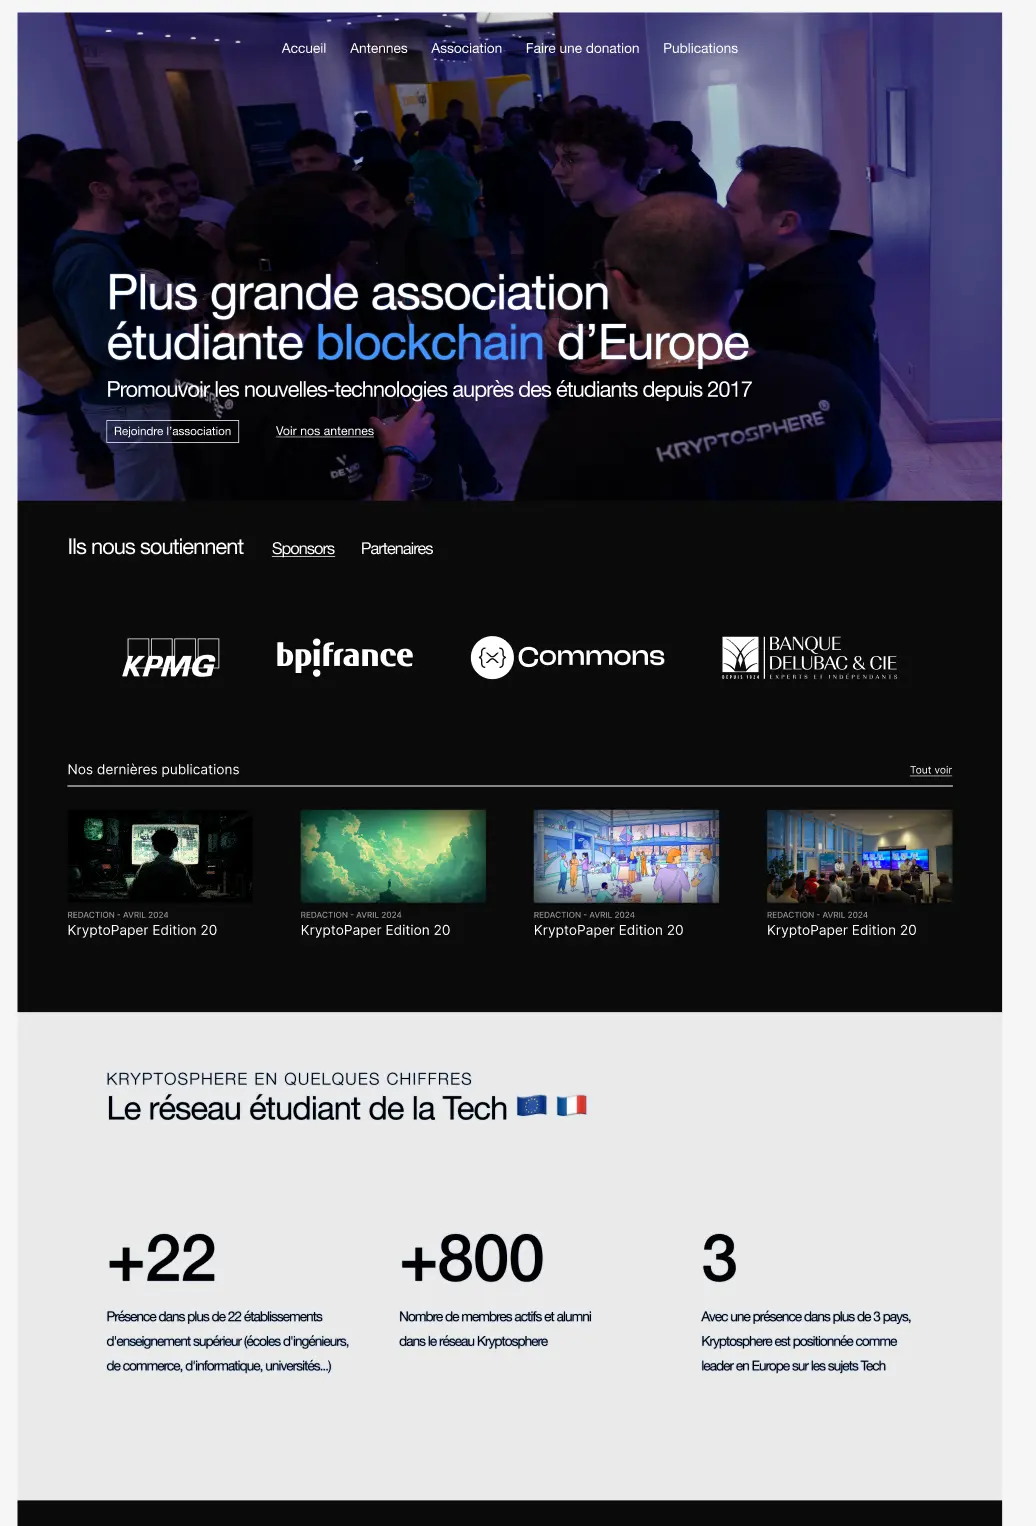 Accueil Antennes Association Faire une donation Publications
Plus grande association
étudiante blockchain d’Europe
Promouvoir les nouvelles-technologies auprès des étudiants depuis 2017
Rejoindre l’association Voir nos antennes
KRYPTOSPHERE
Ils nous soutiennent Sponsors Partenaires
KPMG
bpifrance
{x} Commons
BANQUE
DELUBAC & CIE
DEPUIS 1924 EXPERTS ET INDÉPENDANTS
Nos dernières publications Tout voir
REDACTION - AVRIL 2024
KryptoPaper Edition 20
REDACTION - AVRIL 2024
KryptoPaper Edition 20
REDACTION - AVRIL 2024
KryptoPaper Edition 20
REDACTION - AVRIL 2024
KryptoPaper Edition 20
KRYPTOSPHERE EN QUELQUES CHIFFRES
Le réseau étudiant de la Tech 🇪🇺 🇫🇷
+22
Présence dans plus de 22 établissements
d'enseignement supérieur (écoles d'ingénieurs,
de commerce, d'informatique, universités...)
+800
Nombre de membres actifs et alumni
dans le réseau Kryptosphere
3
Avec une présence dans plus de 3 pays,
Kryptosphere est positionnée comme
leader en Europe sur les sujets Tech